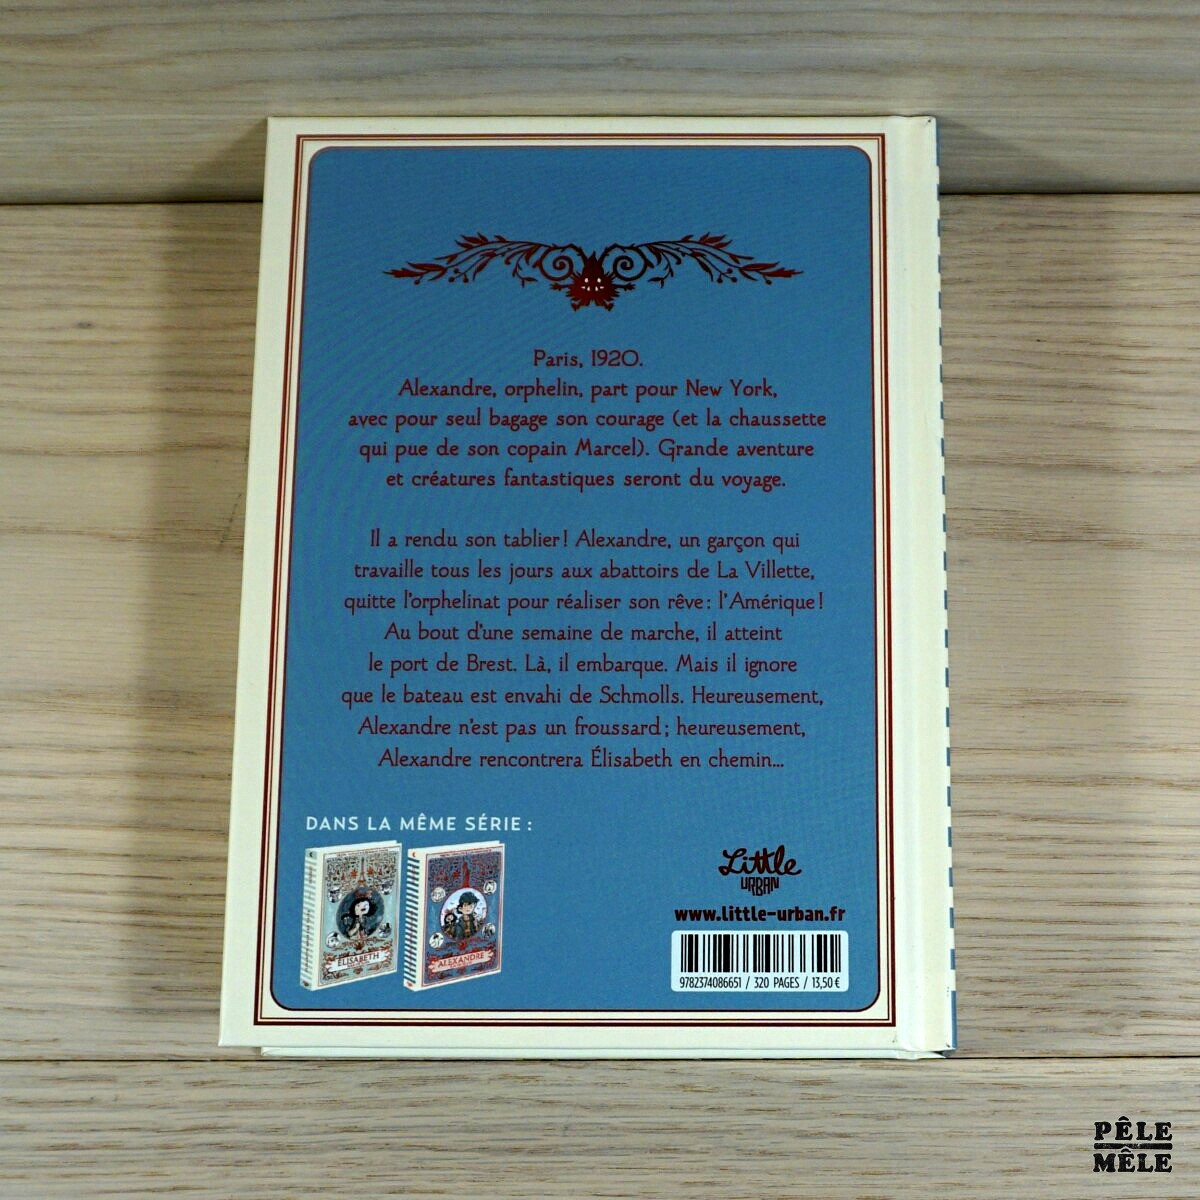 Paris, 1920.
Alexandre, orphelin, part pour New York,
avec pour seul bagage son courage (et la chaussette
qui pue de son copain Marcel). Grande aventure
et créatures fantastiques seront du voyage.
Il a rendu son tablier! Alexandre, un garçon qui
travaille tous les jours aux abattoirs de La Villette,
quitte l'orphelinat pour réaliser son rêve: l'Amérique!
Au bout d'une semaine de marche, il atteint
le port de Brest. Là, il embarque. Mais il ignore
que le bateau est envahi de Schmolls. Heureusement,
Alexandre n'est pas un froussard; heureusement,
Alexandre rencontrera Élisabeth en chemin...
DANS LA MÊME SÉRIE :
ÉLISABETH
ALEXANDRE
Little
URBAN
www.little-urban.fr
9782374086651 / 320 PAGES / 13,50 €
PÊLE
MÊLE